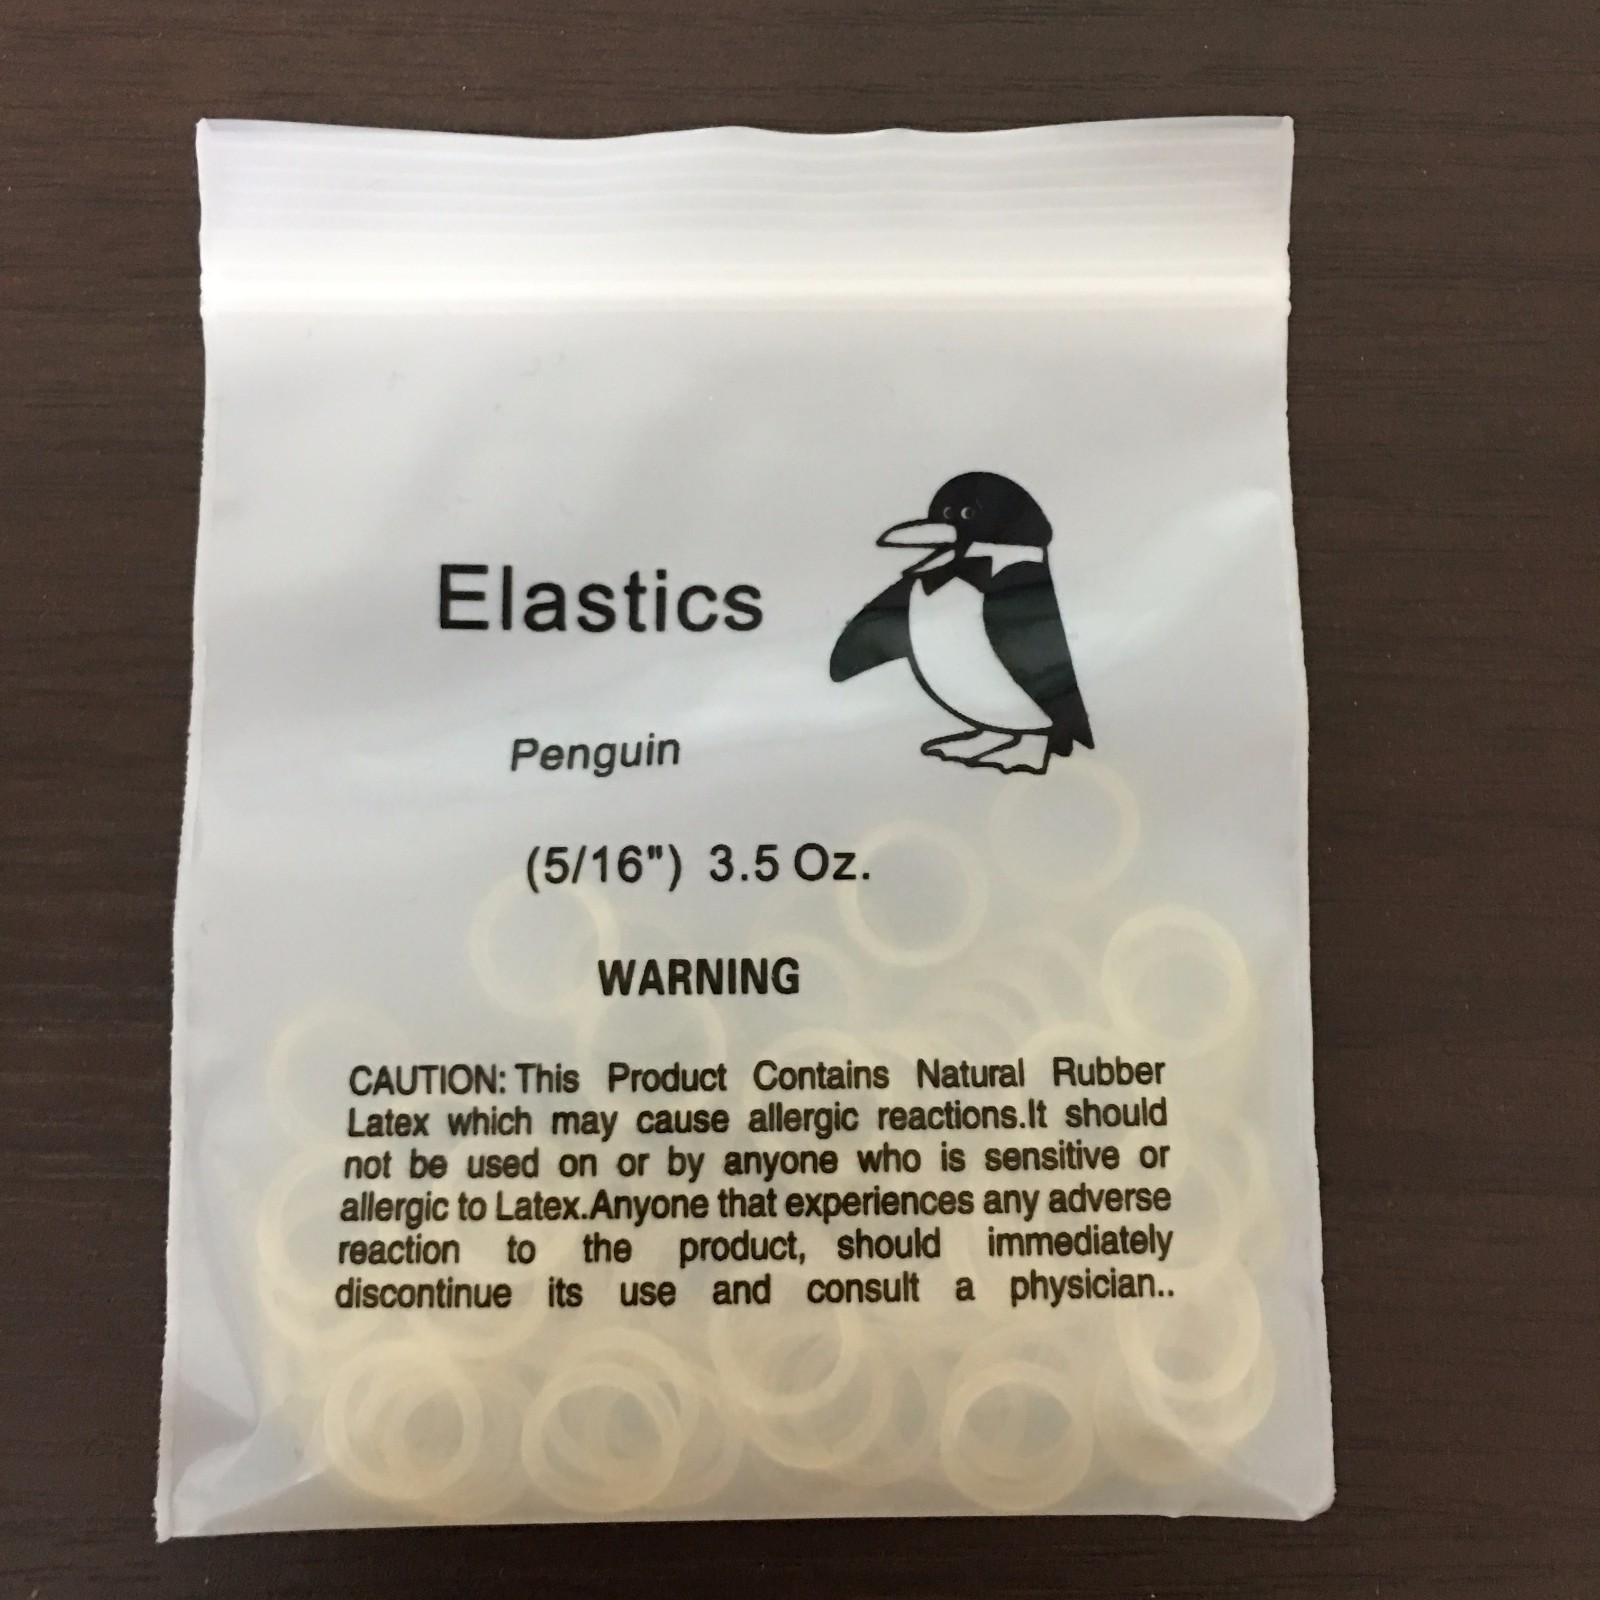 Elastics
Penguin
(5/16") 3.5 Oz.
WARNING
CAUTION: This Product Contains Natural Rubber
Latex which may cause allergic reactions.It should
not be used on or by anyone who is sensitive or
allergic to Latex.Anyone that experiences any adverse
reaction to the product, should immediately
discontinue its use and consult a physician..